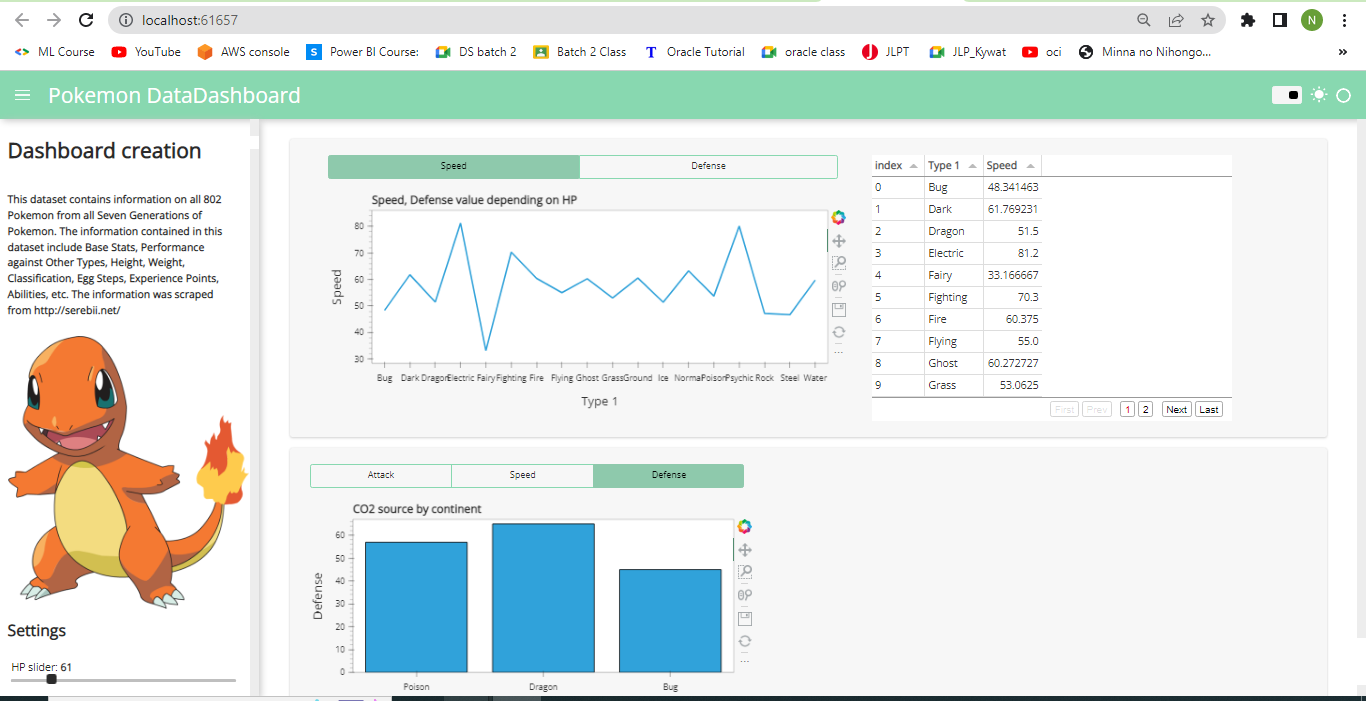 localhost:61657
N
ML Course YouTube AWS console S Power BI Course: DS batch 2 Batch 2 Class T Oracle Tutorial oracle class JLPT JLP_Kywat oci Minna no Nihongo... »
Pokemon DataDashboard
Dashboard creation
This dataset contains information on all 802
Pokemon from all Seven Generations of
Pokemon. The information contained in this
dataset include Base Stats, Performance
against Other Types, Height, Weight,
Classification, Egg Steps, Experience Points,
Abilities, etc. The information was scraped
from http://serebii.net/
Settings
HP slider: 61
Speed Defense
Speed, Defense value depending on HP
80
70
60
50
40
30
Speed
Bug Dark Dragon Electric Fairy Fighting Fire Flying Ghost Grass Ground Ice Normal Poison Psychic Rock Steel Water
Type 1
index Type 1 Speed
0 Bug 48.341463
1 Dark 61.769231
2 Dragon 51.5
3 Electric 81.2
4 Fairy 33.166667
5 Fighting 70.3
6 Fire 60.375
7 Flying 55.0
8 Ghost 60.272727
9 Grass 53.0625
First Prev 1 2 Next Last
Attack Speed Defense
CO2 source by continent
60
50
40
30
20
10
0
Defense
Poison Dragon Bug